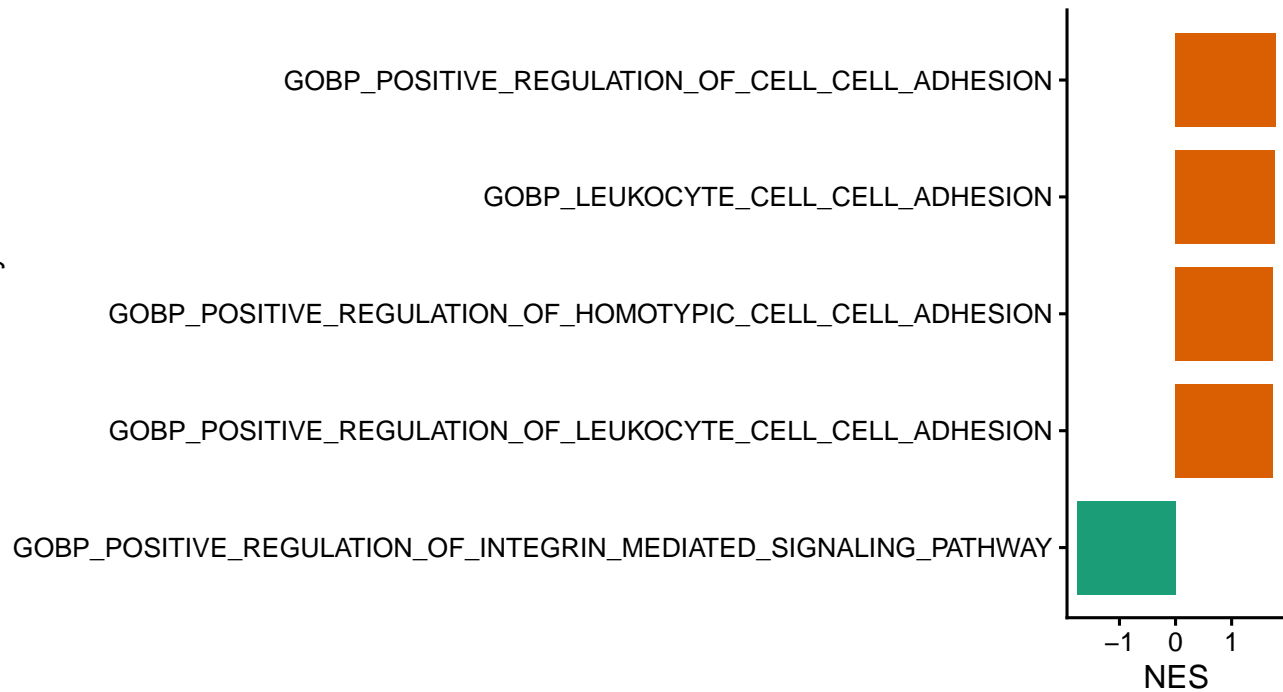 GOBP_POSITIVE_REGULATION_OF_CELL_CELL_ADHESION
GOBP_LEUKOCYTE_CELL_CELL_ADHESION
GOBP_POSITIVE_REGULATION_OF_HOMOTYPIC_CELL_CELL_ADHESION
GOBP_POSITIVE_REGULATION_OF_LEUKOCYTE_CELL_CELL_ADHESION
GOBP_POSITIVE_REGULATION_OF_INTEGRIN_MEDIATED_SIGNALING_PATHWAY
−1 0 1
NES